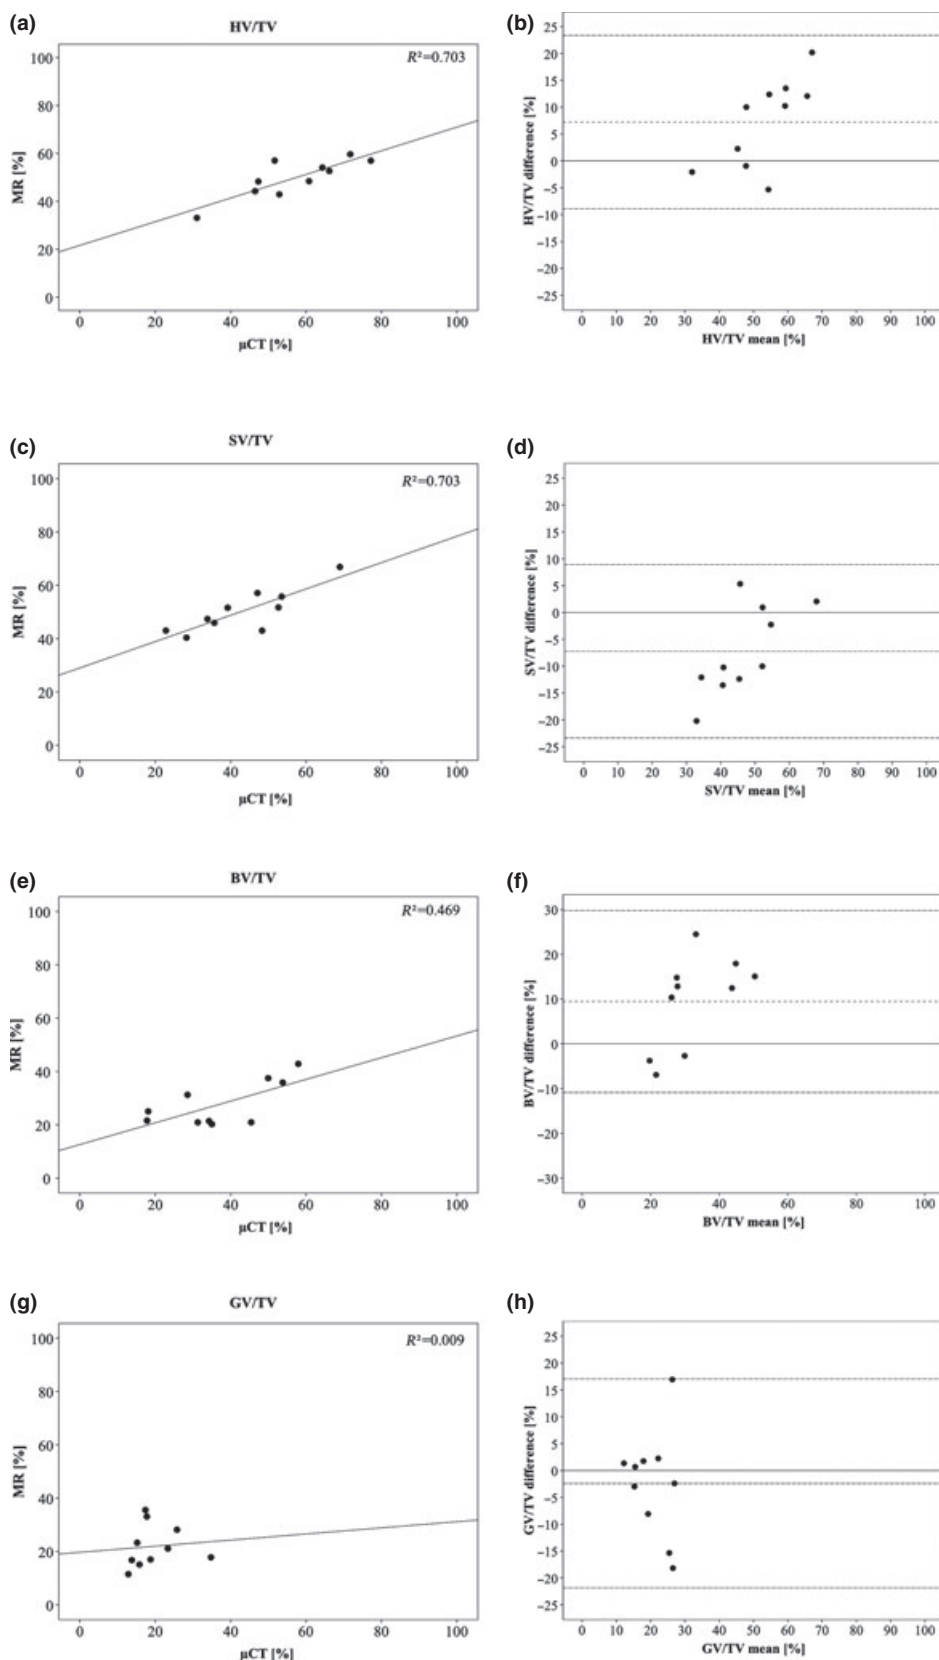 (a)
HV/TV
R²=0.703
100
80
60
40
20
0
MR [%]
0 20 40 60 80 100
µCT [%]
(b)
25
20
15
10
5
0
−5
−10
−15
−20
−25
HV/TV difference [%]
0 10 20 30 40 50 60 70 80 90 100
HV/TV mean [%]
(c)
SV/TV
R²=0.703
100
80
60
40
20
0
MR [%]
0 20 40 60 80 100
µCT [%]
(d)
25
20
15
10
5
0
−5
−10
−15
−20
−25
SV/TV difference [%]
0 10 20 30 40 50 60 70 80 90 100
SV/TV mean [%]
(e)
BV/TV
R²=0.469
100
80
60
40
20
0
MR [%]
0 20 40 60 80 100
µCT [%]
(f)
30
20
10
0
−10
−20
−30
BV/TV difference [%]
0 20 40 60 80 100
BV/TV mean [%]
(g)
GV/TV
R²=0.009
100
80
60
40
20
0
MR [%]
0 20 40 60 80 100
µCT [%]
(h)
25
20
15
10
5
0
−5
−10
−15
−20
−25
GV/TV difference [%]
0 10 20 30 40 50 60 70 80 90 100
GV/TV mean [%]